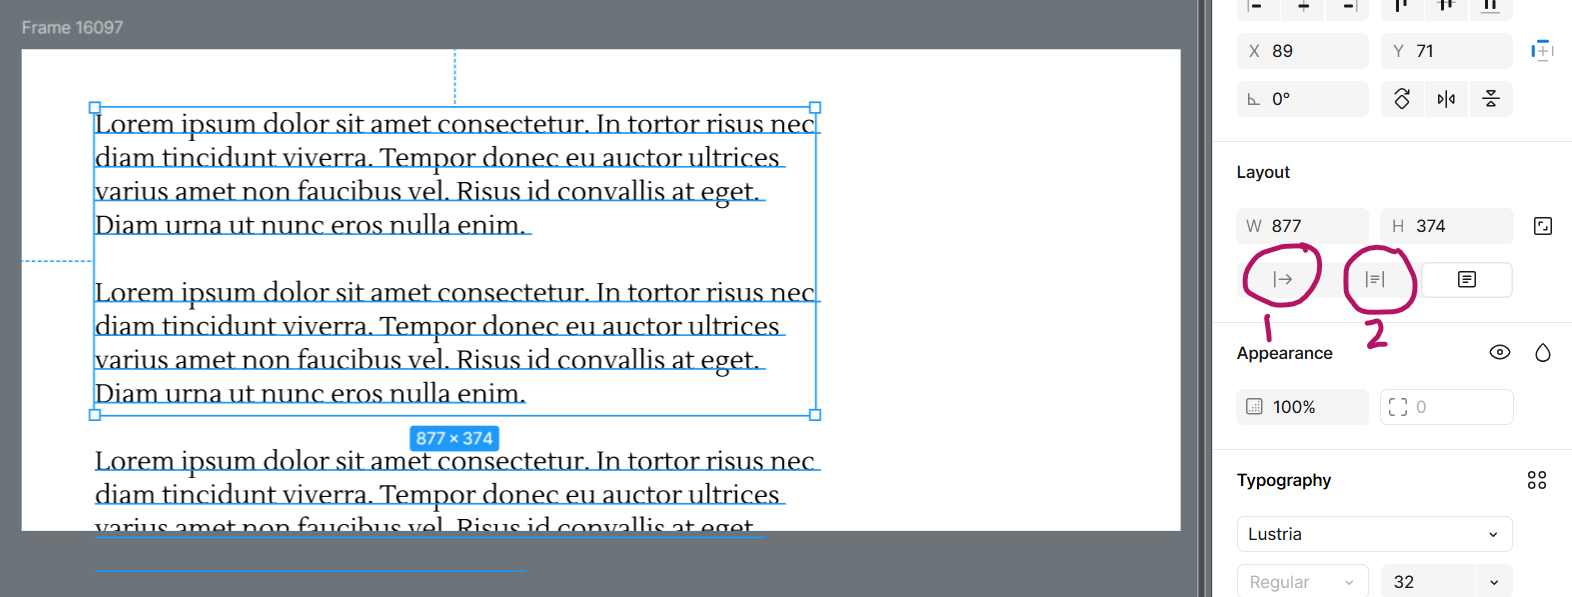 Frame 16097
Lorem ipsum dolor sit amet consectetur. In tortor risus nec
diam tincidunt viverra. Tempor donec eu auctor ultrices
varius amet non faucibus vel. Risus id convallis at eget.
Diam urna ut nunc eros nulla enim.
Lorem ipsum dolor sit amet consectetur. In tortor risus nec
diam tincidunt viverra. Tempor donec eu auctor ultrices
varius amet non faucibus vel. Risus id convallis at eget.
Diam urna ut nunc eros nulla enim.
877 × 374
Lorem ipsum dolor sit amet consectetur. In tortor risus nec
diam tincidunt viverra. Tempor donec eu auctor ultrices
varius amet non faucibus vel. Risus id convallis at eget.
X 89
Y 71
0°
Layout
W 877
H 374
1
2
Appearance
100%
0
Typography
Lustria
Regular
32